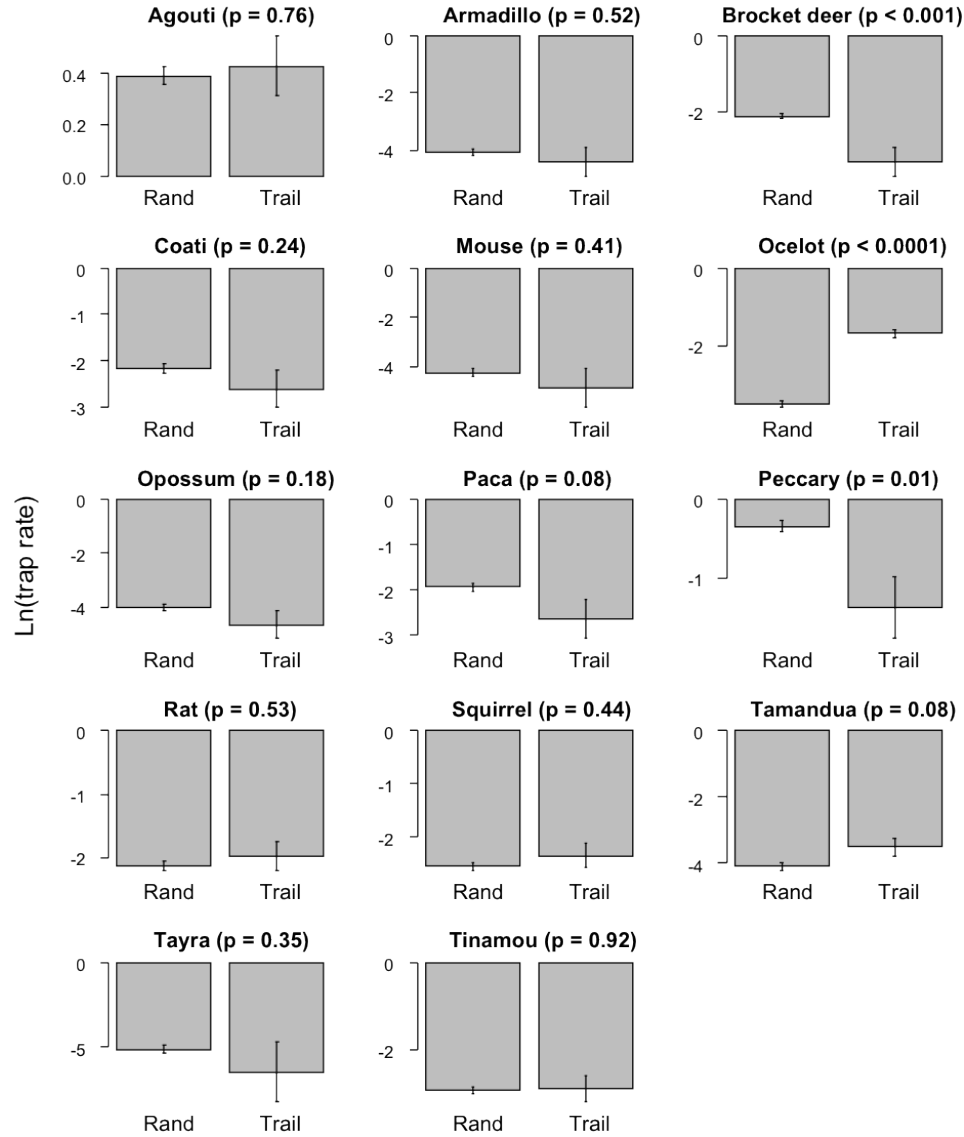 Agouti (p = 0.76)
0.4
0.2
0.0
Rand Trail
Armadillo (p = 0.52)
0
-2
-4
Rand Trail
Brocket deer (p < 0.001)
0
-2
Rand Trail
Coati (p = 0.24)
0
-1
-2
-3
Rand Trail
Mouse (p = 0.41)
0
-2
-4
Rand Trail
Ocelot (p < 0.0001)
0
-2
Rand Trail
Ln(trap rate)
Opossum (p = 0.18)
0
-2
-4
Rand Trail
Paca (p = 0.08)
0
-1
-2
-3
Rand Trail
Peccary (p = 0.01)
0
-1
Rand Trail
Rat (p = 0.53)
0
-1
-2
Rand Trail
Squirrel (p = 0.44)
0
-1
-2
Rand Trail
Tamandua (p = 0.08)
0
-2
-4
Rand Trail
Tayra (p = 0.35)
0
-5
Rand Trail
Tinamou (p = 0.92)
0
-2
Rand Trail